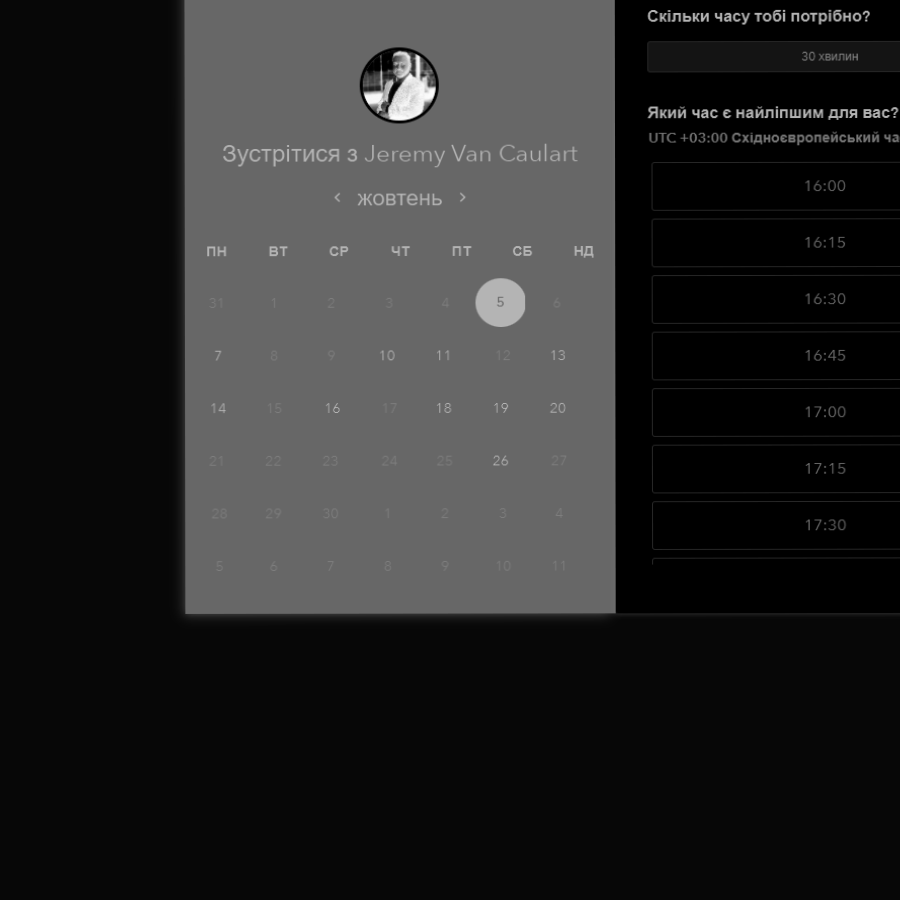 Зустрітися з Jeremy Van Caulart
жовтень
ПН ВТ СР ЧТ ПТ СБ НД
31 1 2 3 4 5 6
7 8 9 10 11 12 13
14 15 16 17 18 19 20
21 22 23 24 25 26 27
28 29 30 1 2 3 4
5 6 7 8 9 10 11
Скільки часу тобі потрібно?
30 хвилин
Який час є найліпшим для вас?
UTC +03:00 Східноєвропейський ча
16:00
16:15
16:30
16:45
17:00
17:15
17:30